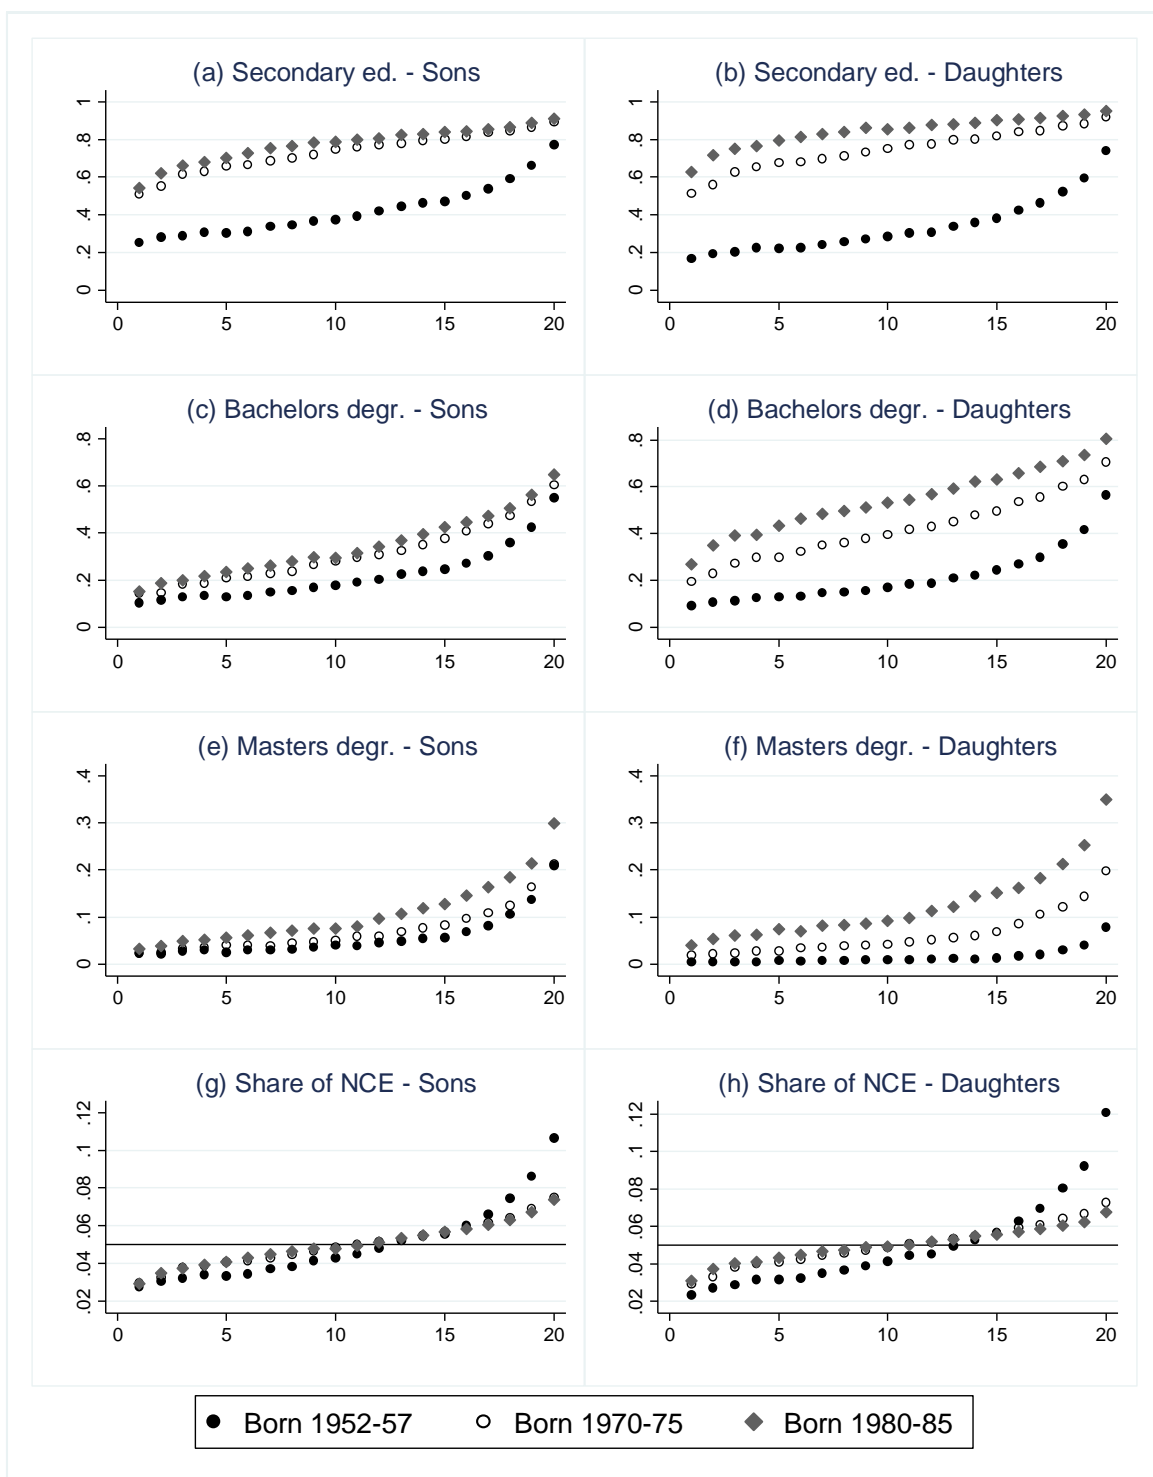 (a) Secondary ed. - Sons
(b) Secondary ed. - Daughters
1
.8
.6
.4
.2
0
0 5 10 15 20
1
.8
.6
.4
.2
0
0 5 10 15 20
(c) Bachelors degr. - Sons
(d) Bachelors degr. - Daughters
.8
.6
.4
.2
0
0 5 10 15 20
.8
.6
.4
.2
0
0 5 10 15 20
(e) Masters degr. - Sons
(f) Masters degr. - Daughters
.4
.3
.2
.1
0
0 5 10 15 20
.4
.3
.2
.1
0
0 5 10 15 20
(g) Share of NCE - Sons
(h) Share of NCE - Daughters
.12
.1
.08
.06
.04
.02
0 5 10 15 20
.12
.1
.08
.06
.04
.02
0 5 10 15 20
Born 1952-57 Born 1970-75 Born 1980-85